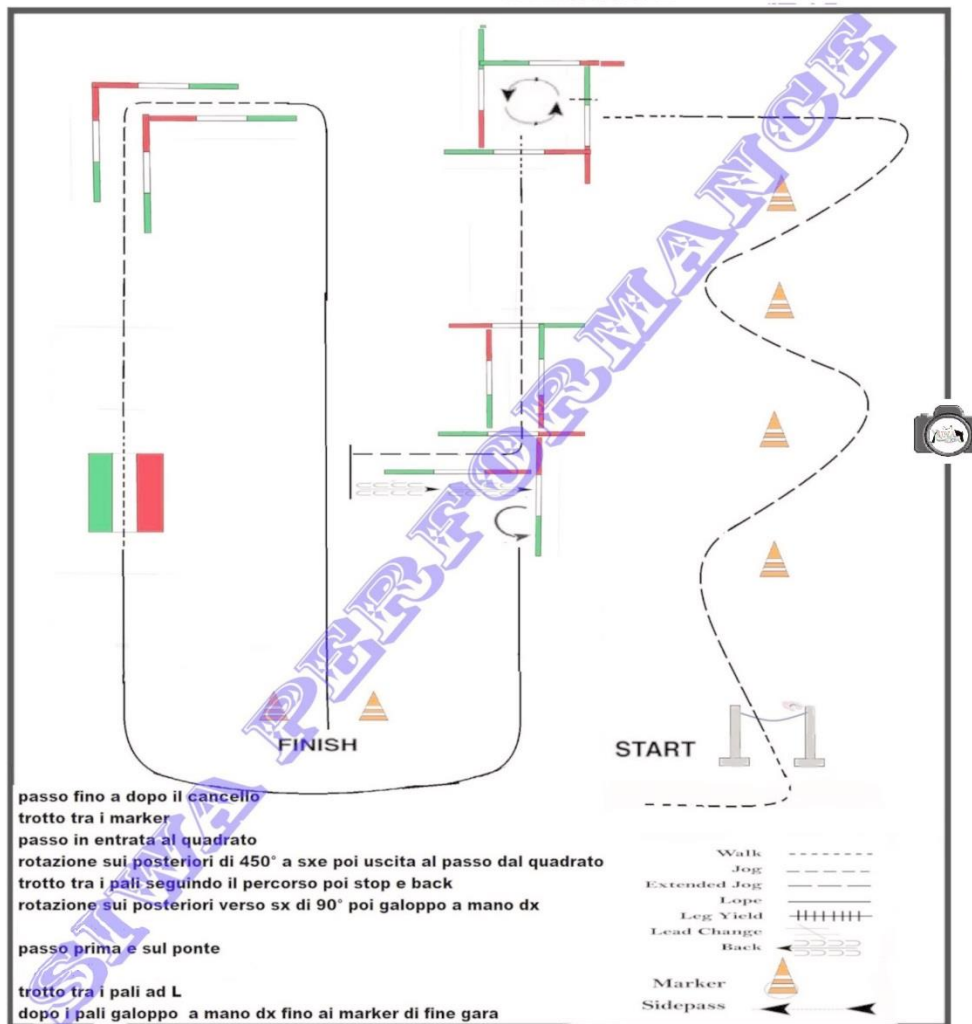 SIWA PERFORMANCE
FINISH
START
passo fino a dopo il cancello
trotto tra i marker
passo in entrata al quadrato
rotazione sui posteriori di 450° a sxe poi uscita al passo dal quadrato
trotto tra i pali seguendo il percorso poi stop e back
rotazione sui posteriori verso sx di 90° poi galoppo a mano dx
passo prima e sul ponte
trotto tra i pali ad L
dopo i pali galoppo a mano dx fino ai marker di fine gara
Walk
Jog
Extended Jog
Lope
Leg Yield
Lead Change
Back
Marker
Sidepass